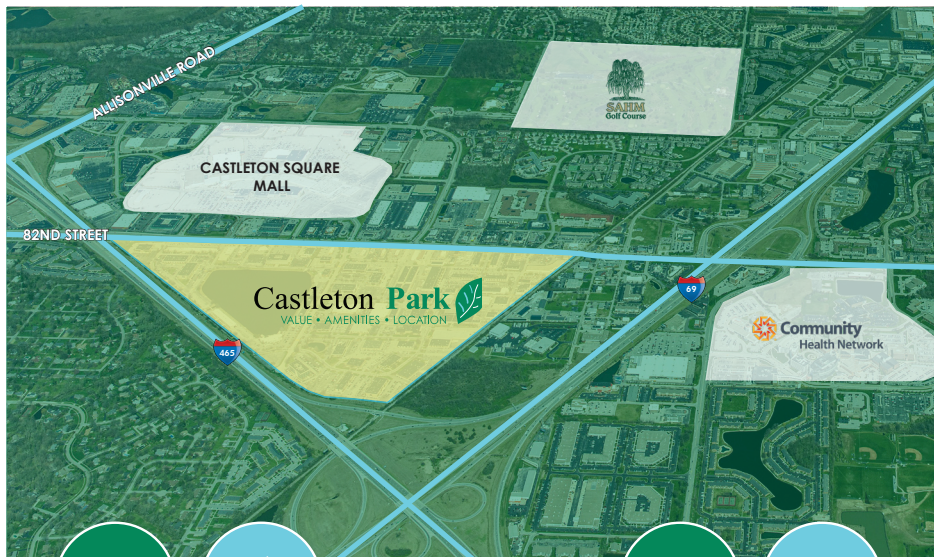 ALLISONVILLE ROAD
SAHM
Golf Course
CASTLETON SQUARE
MALL
82ND STREET
Castleton Park
VALUE • AMENITIES • LOCATION
69
Community
Health Network
465